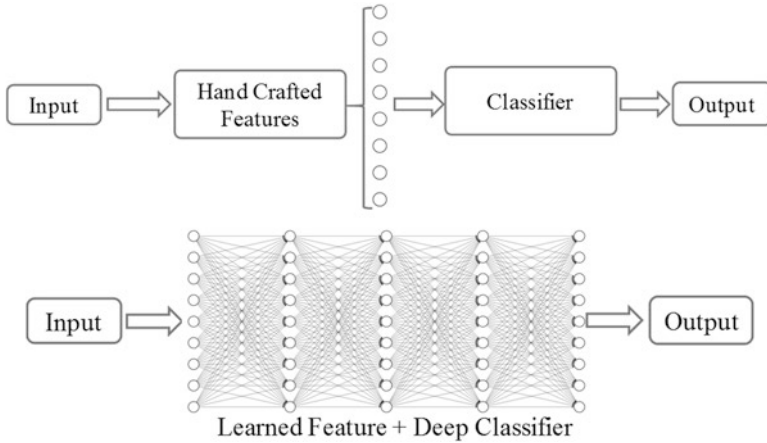 Input
Hand Crafted
Features
Classifier
Output
Input
Output
Learned Feature + Deep Classifier